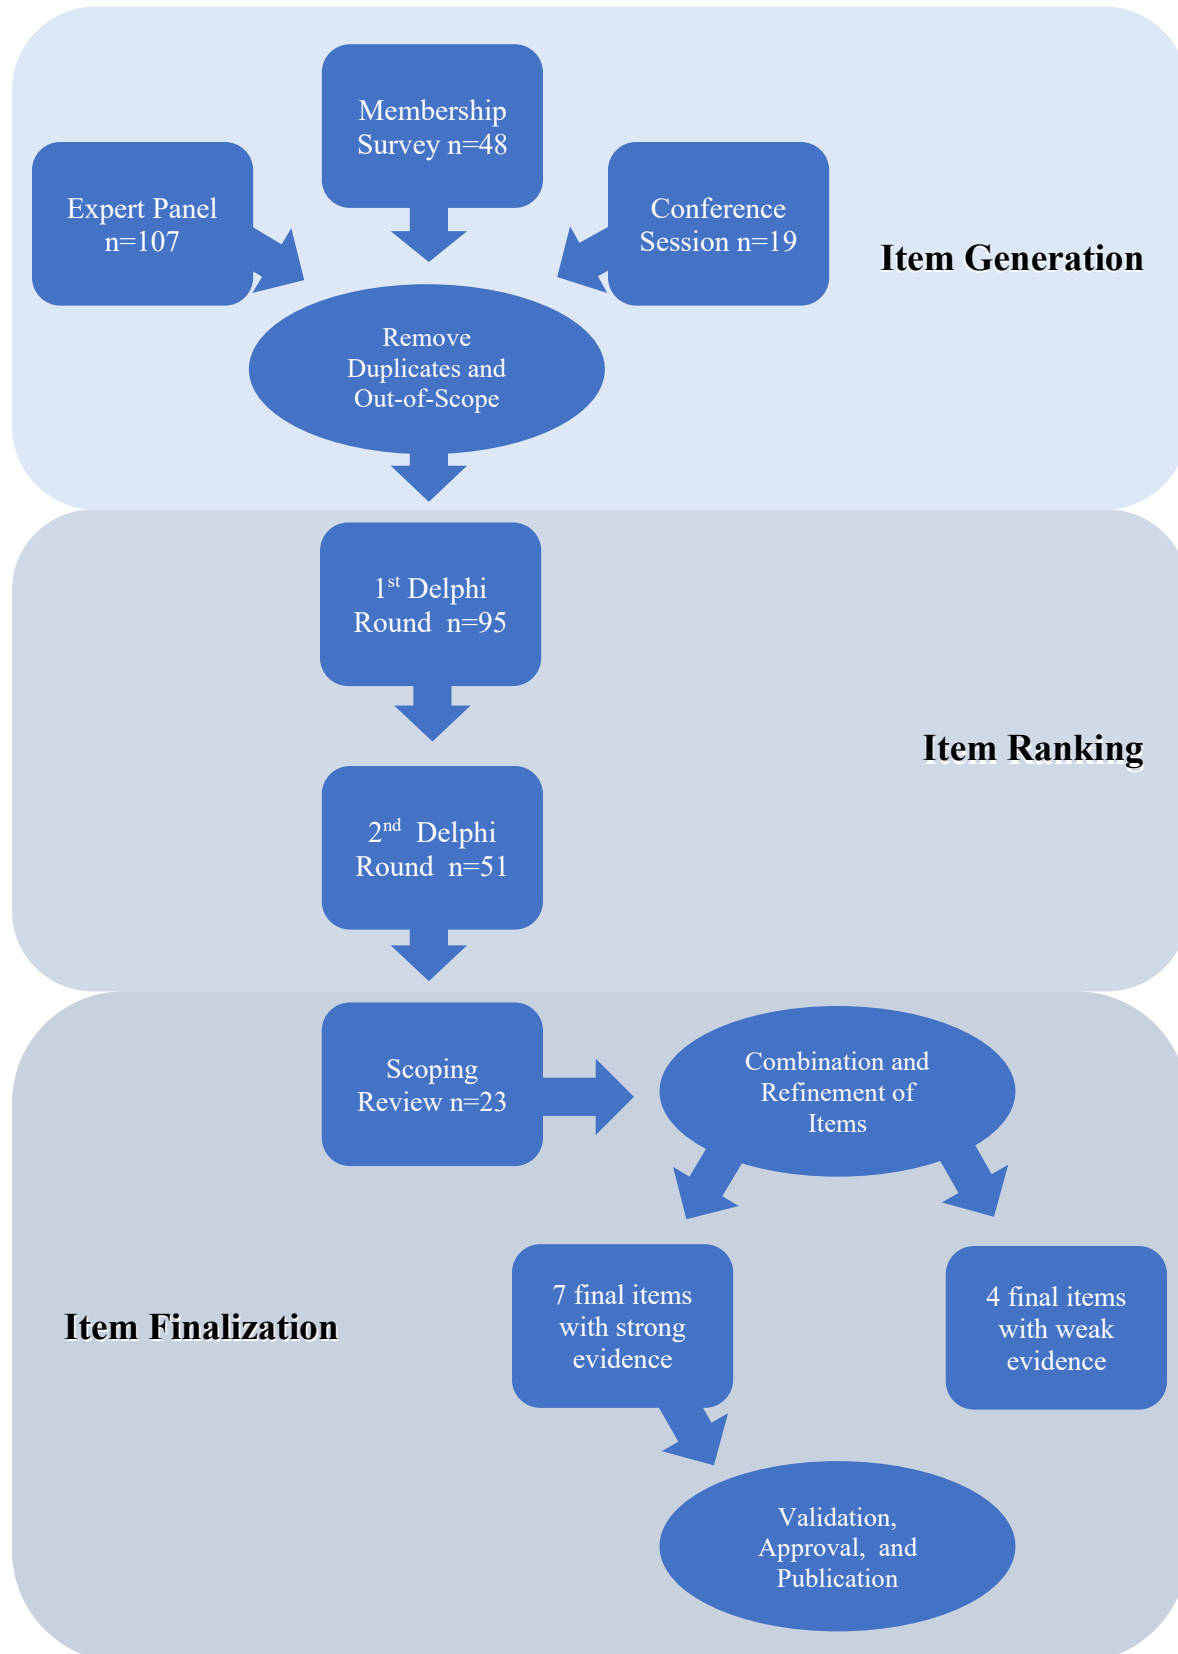 Membership
Survey n=48
Expert Panel
n=107
Conference
Session n=19
Item Generation
Remove
Duplicates and
Out-of-Scope
1st Delphi
Round  n=95
Item Ranking
2nd  Delphi
Round  n=51
Scoping
Review n=23
Combination and
Refinement of
Items
7 final items
with strong
evidence
4 final items
with weak
evidence
Item Finalization
Validation,
Approval,  and
Publication